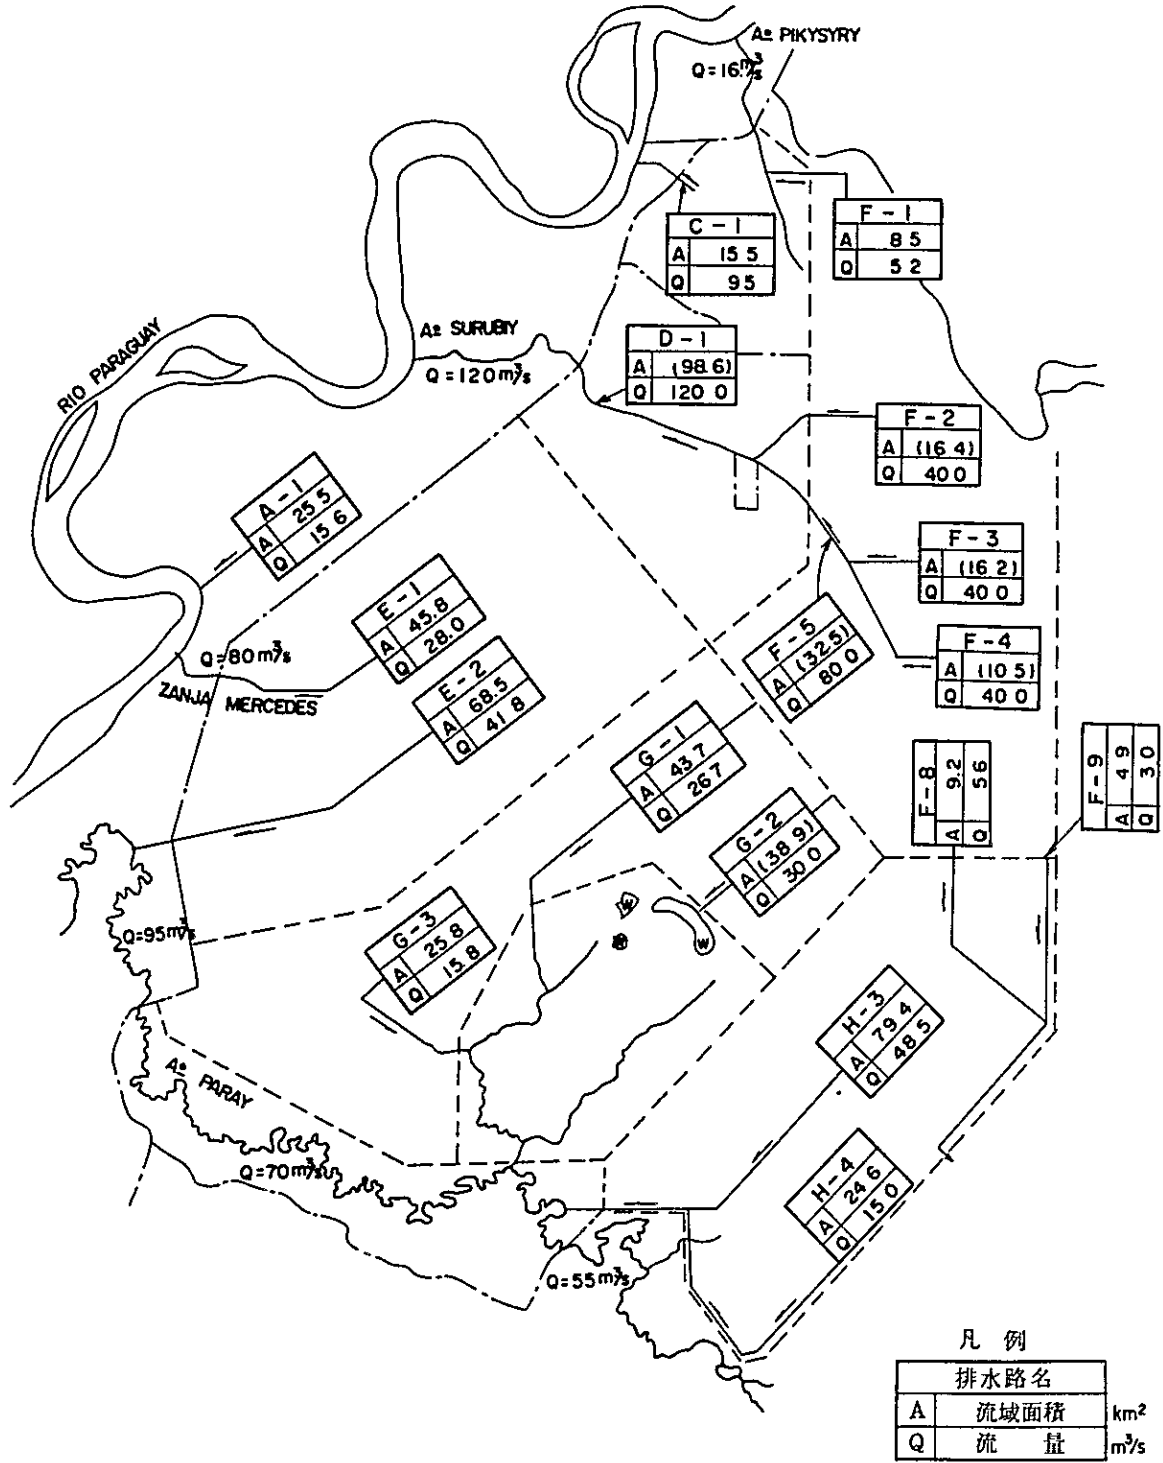 Aº PIKYSYRY
Q=16m³/s
F-1
A 8 5
Q 5 2
C-1
A 15 5
Q 9 5
RIO PARAGUAY
Aº SURUBIY
Q=120m³/s
D-1
A (98.6)
Q 120 0
F-2
A (16 4)
Q 40 0
A-1
A 25.5
Q 15.6
F-3
A (16 2)
Q 40 0
E-1
A 45.8
Q 28.0
F-5
A (32.5)
Q 80 0
F-4
A (10 5)
Q 40 0
Q=80m³/s
ZANJA MERCEDES
E-2
A 68.5
Q 41 8
G-1
A 43.7
Q 26.7
F-8
A 9.2
Q 5 6
F-9
A 4 9
Q 3 0
G-2
A (38 9)
Q 30 0
W
W
Q=95m³/s
G-3
A 25.8
Q 15.8
H-3
A 79 4
Q 48.5
Aº PARAY
Q=70m³/s
H-4
A 24 6
Q 15 0
Q=55m³/s
凡例
排水路名
A 流域面積 km²
Q 流量 m³/s